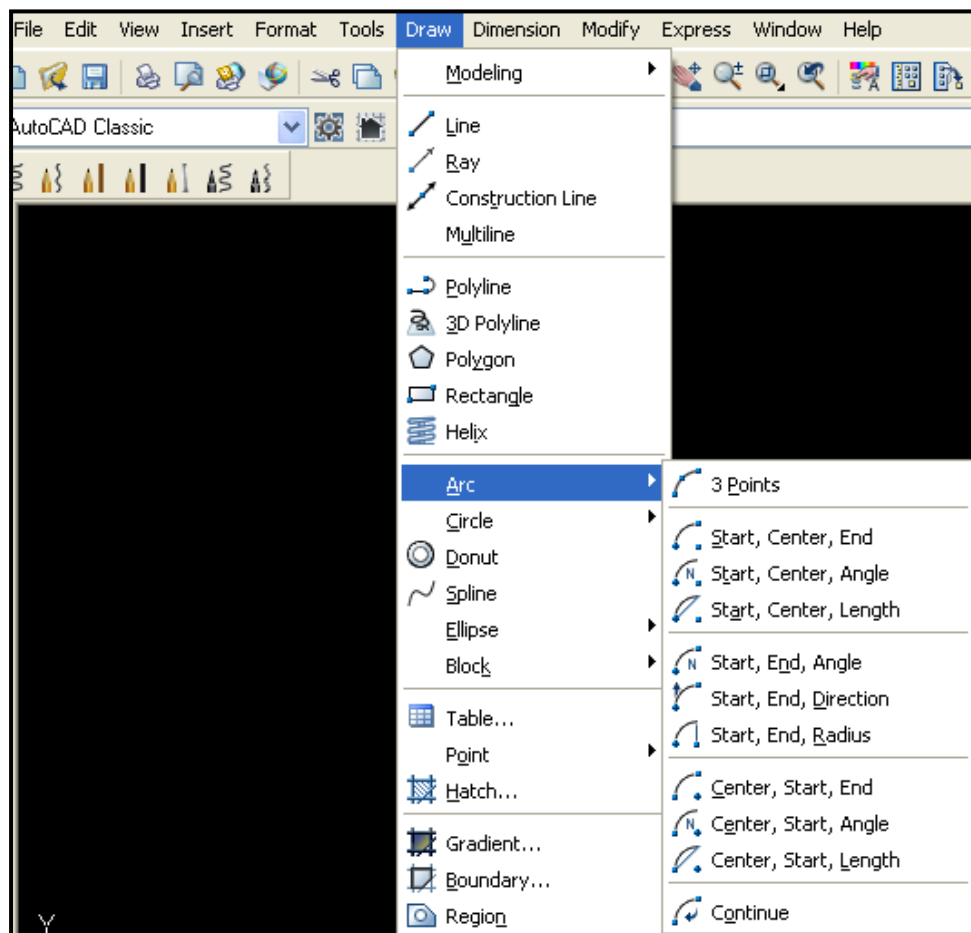 File Edit View Insert Format Tools Draw Dimension Modify Express Window Help
AutoCAD Classic
Modeling
Line
Ray
Construction Line
Multiline
Polyline
3D Polyline
Polygon
Rectangle
Helix
Arc
Circle
Donut
Spline
Ellipse
Block
Table...
Point
Hatch...
Gradient...
Boundary...
Region
3 Points
Start, Center, End
Start, Center, Angle
Start, Center, Length
Start, End, Angle
Start, End, Direction
Start, End, Radius
Center, Start, End
Center, Start, Angle
Center, Start, Length
Continue
Y